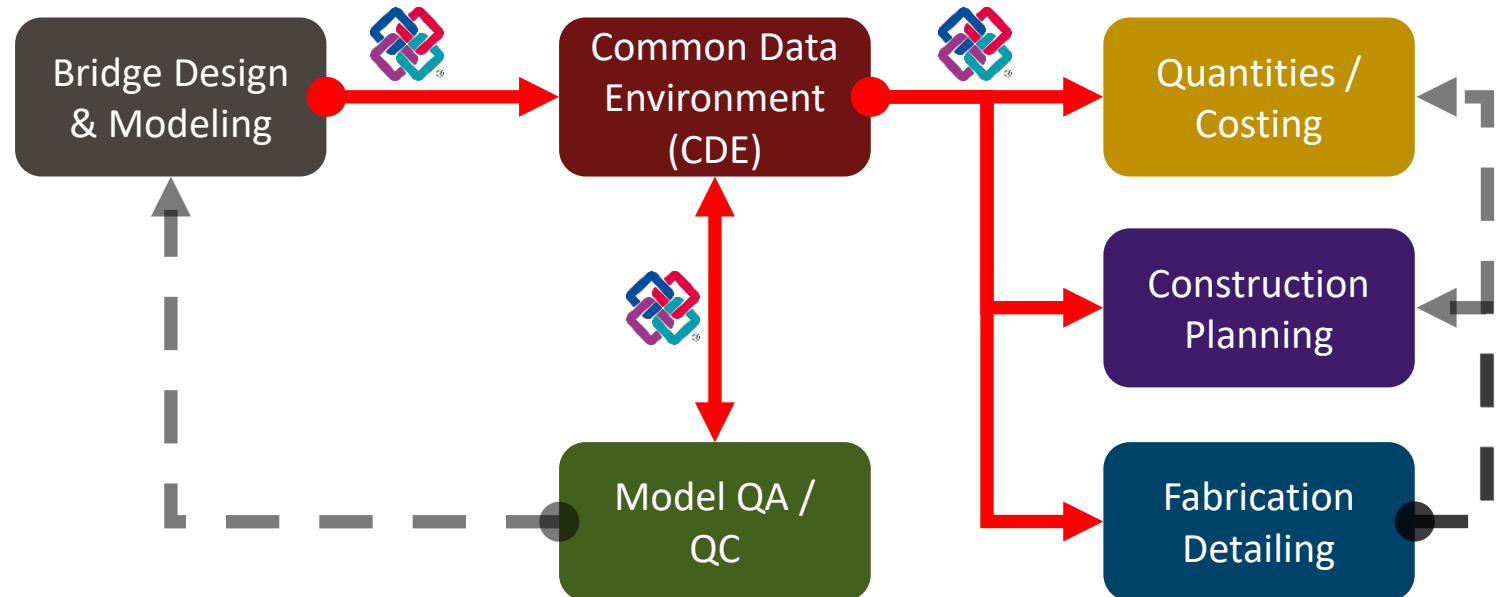 Bridge Design
& Modeling
Common Data
Environment
(CDE)
Quantities /
Costing
Construction
Planning
Model QA /
QC
Fabrication
Detailing
®
®
®